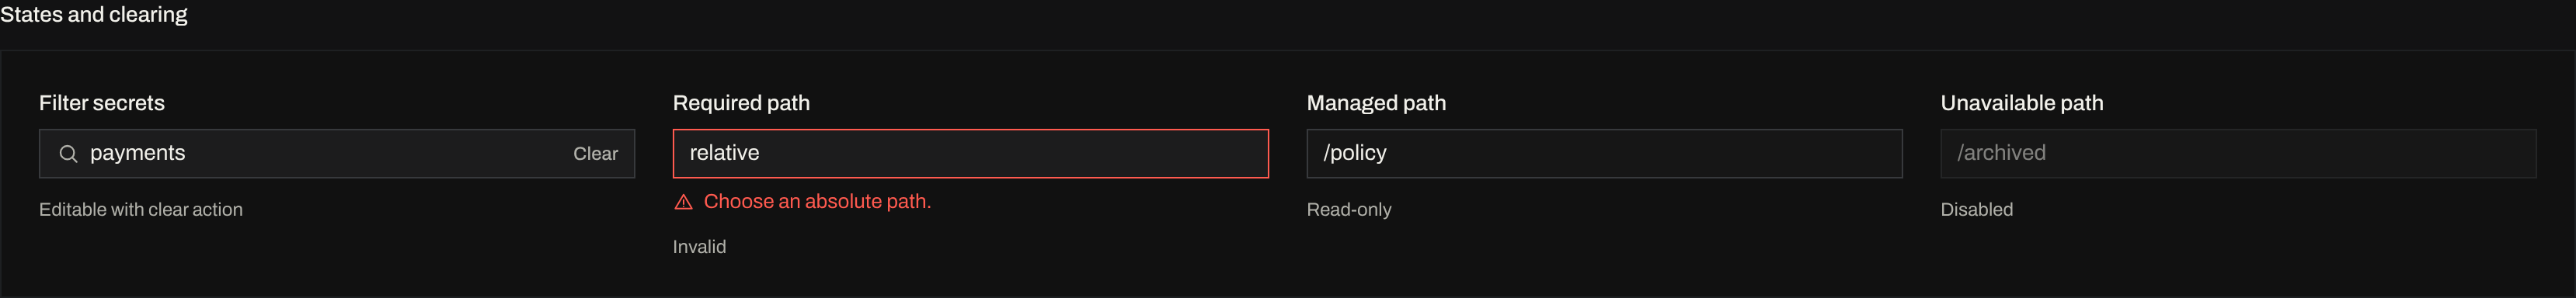 States and clearing
Filter secrets
payments
Clear
Editable with clear action
Required path
relative
Choose an absolute path.
Invalid
Managed path
/policy
Read-only
Unavailable path
/archived
Disabled